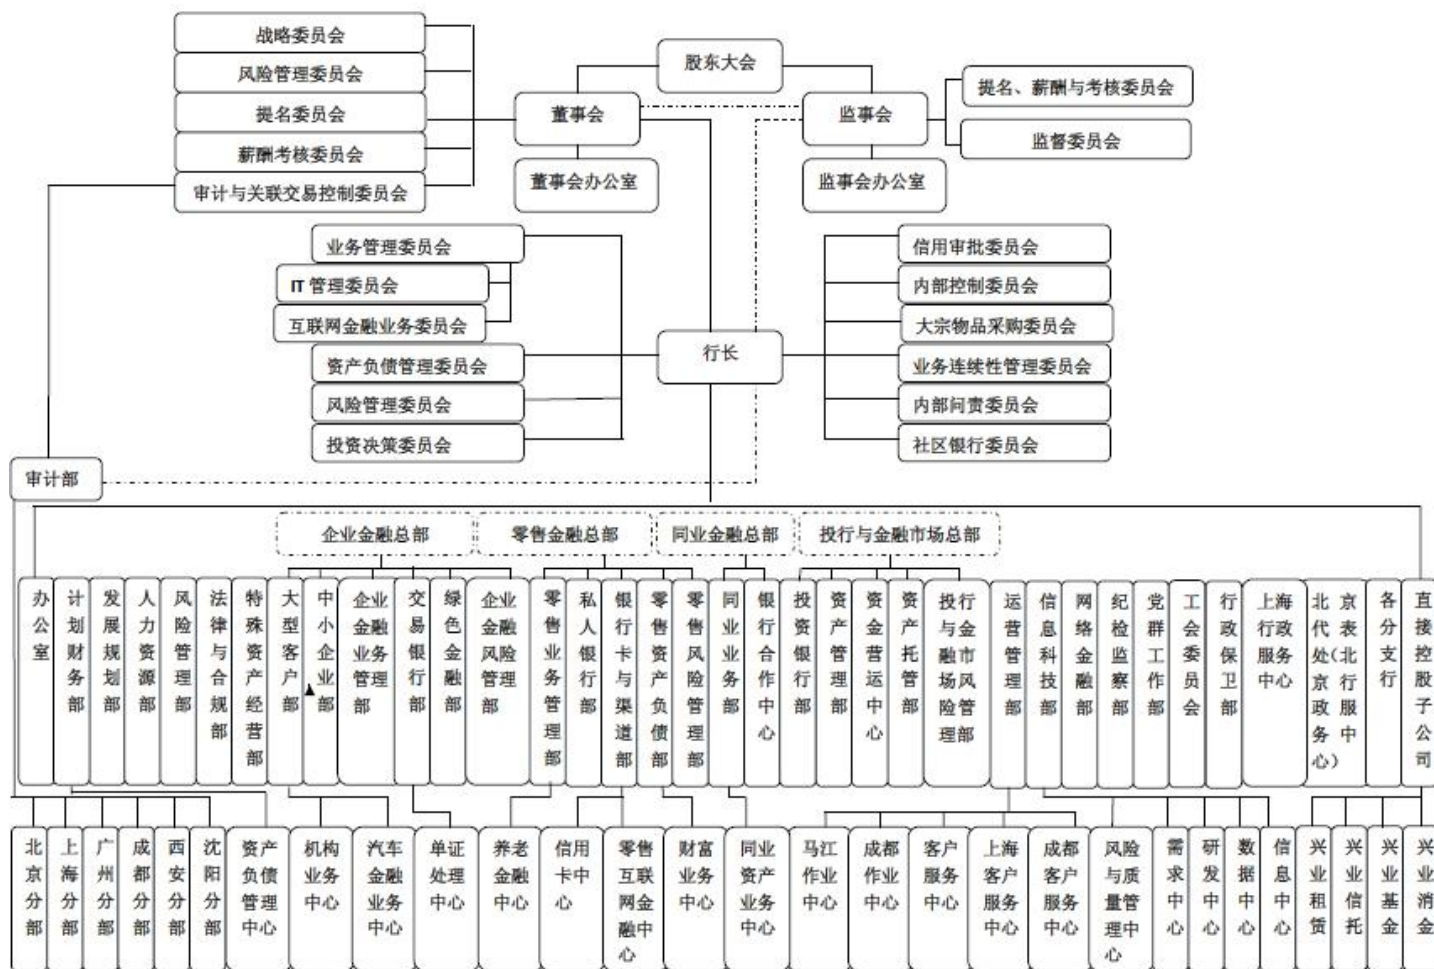 战略委员会
风险管理委员会
提名委员会
薪酬考核委员会
审计与关联交易控制委员会
股东大会
董事会
监事会
董事会办公室
监事会办公室
提名、薪酬与考核委员会
监督委员会
业务管理委员会
IT 管理委员会
互联网金融业务委员会
资产负债管理委员会
风险管理委员会
投资决策委员会
行长
信用审批委员会
内部控制委员会
大宗物品采购委员会
业务连续性管理委员会
内部问责委员会
社区银行委员会
审计部
企业金融总部
零售金融总部
同业金融总部
投行与金融市场总部
办公室
计划财务部
发展规划部
人力资源部
风险管理部
法律与合规部
特殊资产经营部
大型客户部
中小企业部
企业金融业务管理部
交易银行部
绿色金融部
企业金融风险管理部
零售业务管理部
私人银行部
银行卡与渠道部
零售资产负债部
零售风险管理部
同业业务部
银行合作中心
投资银行部
资产管理部
资金营运中心
资产托管部
投行与金融市场风险管理部
运营管理部
信息科技部
网络金融部
纪检监察部
党群工作部
工会委员会
行政保卫部
上海行政服务中心
北京代表处（北京行政服务中心）
各分支行
直接控股子公司
北京分部
上海分部
广州分部
成都分部
西安分部
沈阳分部
资产
负债
管理
中心
机构
业务
中心
汽车
金融
业务
中心
单证
处理
中心
养老
金融
中心
信用
卡中
心
零售
互联
网金
融中
心
财富
业务
中心
同业
资产
业务
中心
马江
作业
中心
成都
作业
中心
客户
服务
中心
上海
客户
服务
中心
成都
客户
服务
中心
风险
与质
量管
理中
心
需求中心
研发中心
数据中心
信息中心
兴业租赁
兴业信托
兴业基金
兴业消金